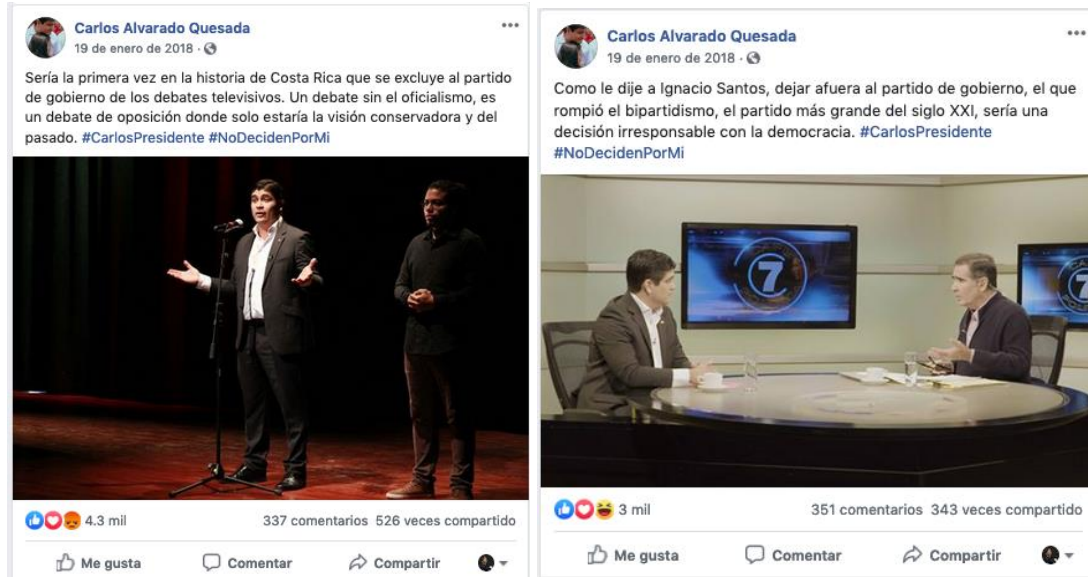 Carlos Alvarado Quesada
19 de enero de 2018 ·
Sería la primera vez en la historia de Costa Rica que se excluye al partido
de gobierno de los debates televisivos. Un debate sin el oficialismo, es
un debate de oposición donde solo estaría la visión conservadora y del
pasado. #CarlosPresidente #NoDecidenPorMi
4.3 mil
337 comentarios 526 veces compartido
Me gusta
Comentar
Compartir
Carlos Alvarado Quesada
19 de enero de 2018 ·
Como le dije a Ignacio Santos, dejar afuera al partido de gobierno, el que
rompió el bipartidismo, el partido más grande del siglo XXI, sería una
decisión irresponsable con la democracia. #CarlosPresidente
#NoDecidenPorMi
7
7
3 mil
351 comentarios 343 veces compartido
Me gusta
Comentar
Compartir